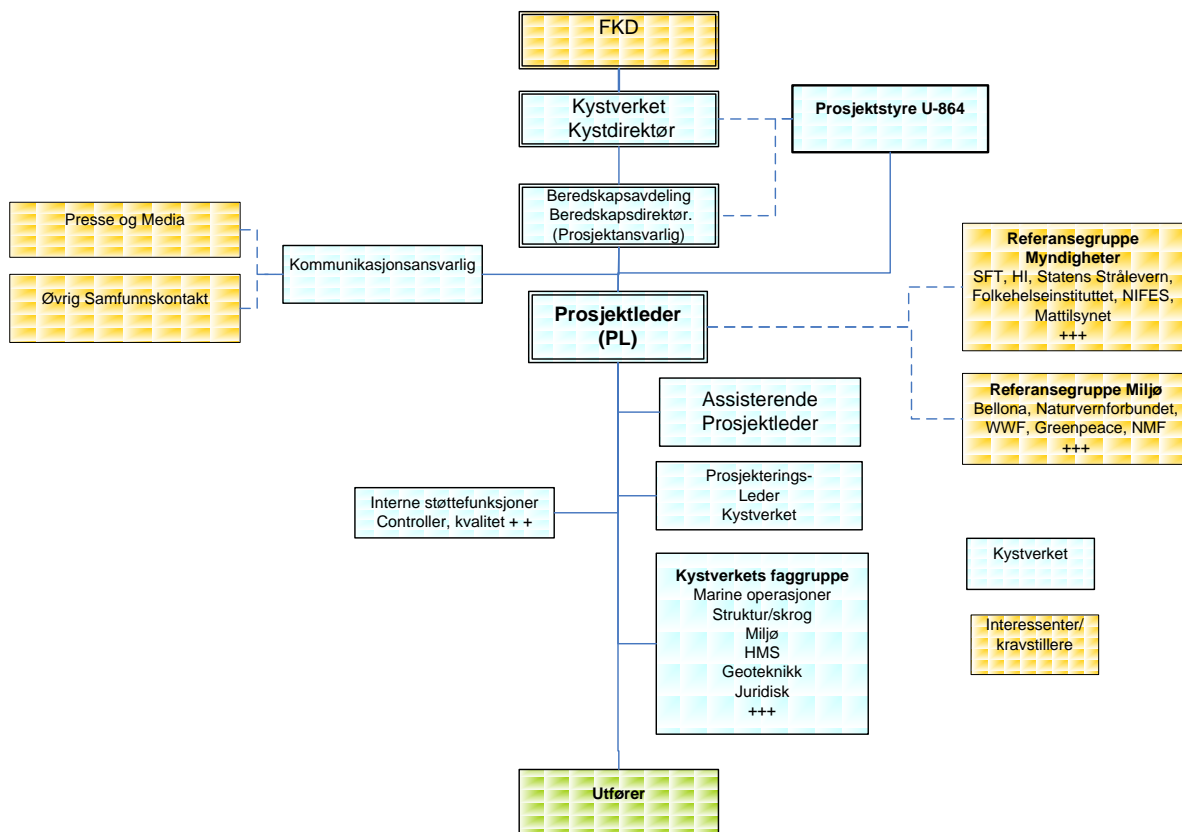 FKD
Kystverket
Kystdirektør
Prosjektstyre U-864
Beredskapsavdeling
Beredskapsdirektør.
(Prosjektansvarlig)
Presse og Media
Kommunikasjonsansvarlig
Øvrig Samfunnskontakt
Referansegruppe
Myndigheter
SFT, HI, Statens Strålevern,
Folkehelseinstituttet, NIFES,
Mattilsynet
+++
Prosjektleder
(PL)
Referansegruppe Miljø
Bellona, Naturvernforbundet,
WWF, Greenpeace, NMF
+++
Assisterende
Prosjektleder
Prosjekterings-
Leder
Kystverket
Interne støttefunksjoner
Controller, kvalitet + +
Kystverkets faggruppe
Marine operasjoner
Struktur/skrog
Miljø
HMS
Geoteknikk
Juridisk
+++
Kystverket
Interessenter/
kravstillere
Utfører